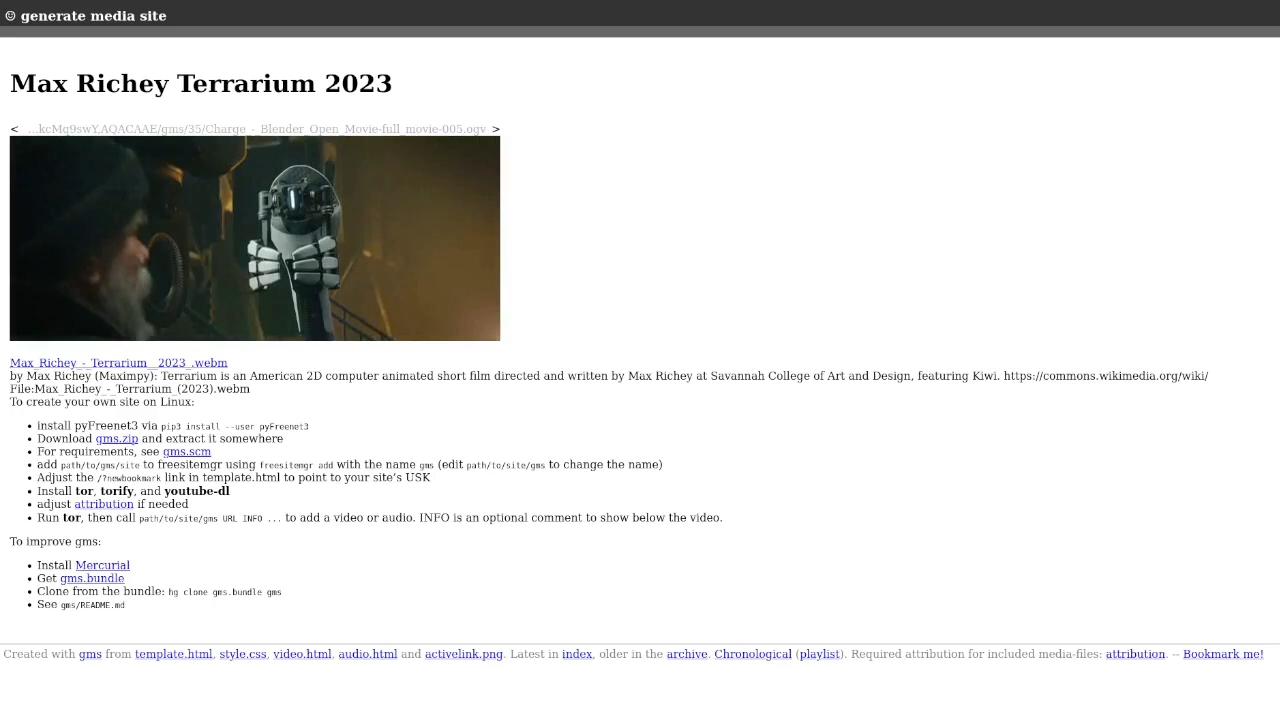 ☺ generate media site
Max Richey Terrarium 2023
< ...kcMg9swY,AQACAAE/gms/35/Charge_-_Blender_Open_Movie-full_movie-005.ogv >
Max_Richey_-_Terrarium__2023_.webm
by Max Richey (Maximpy): Terrarium is an American 2D computer animated short film directed and written by Max Richey at Savannah College of Art and Design, featuring Kiwi. https://commons.wikimedia.org/wiki/
File:Max_Richey_-_Terrarium_(2023).webm
To create your own site on Linux:
• install pyFreenet3 via pip3 install --user pyFreenet3
• Download gms.zip and extract it somewhere
• For requirements, see gms.scm
• add path/to/gms/site to freesitemgr using freesitemgr add with the name gms (edit path/to/site/gms to change the name)
• Adjust the /?newbookmark link in template.html to point to your site’s USK
• Install tor, torify, and youtube-dl
• adjust attribution if needed
• Run tor, then call path/to/site/gms URL INFO ... to add a video or audio. INFO is an optional comment to show below the video.
To improve gms:
• Install Mercurial
• Get gms.bundle
• Clone from the bundle: hg clone gms.bundle gms
• See gms/README.md
Created with gms from template.html, style.css, video.html, audio.html and activelink.png. Latest in index, older in the archive. Chronological (playlist). Required attribution for included media-files: attribution. -- Bookmark me!